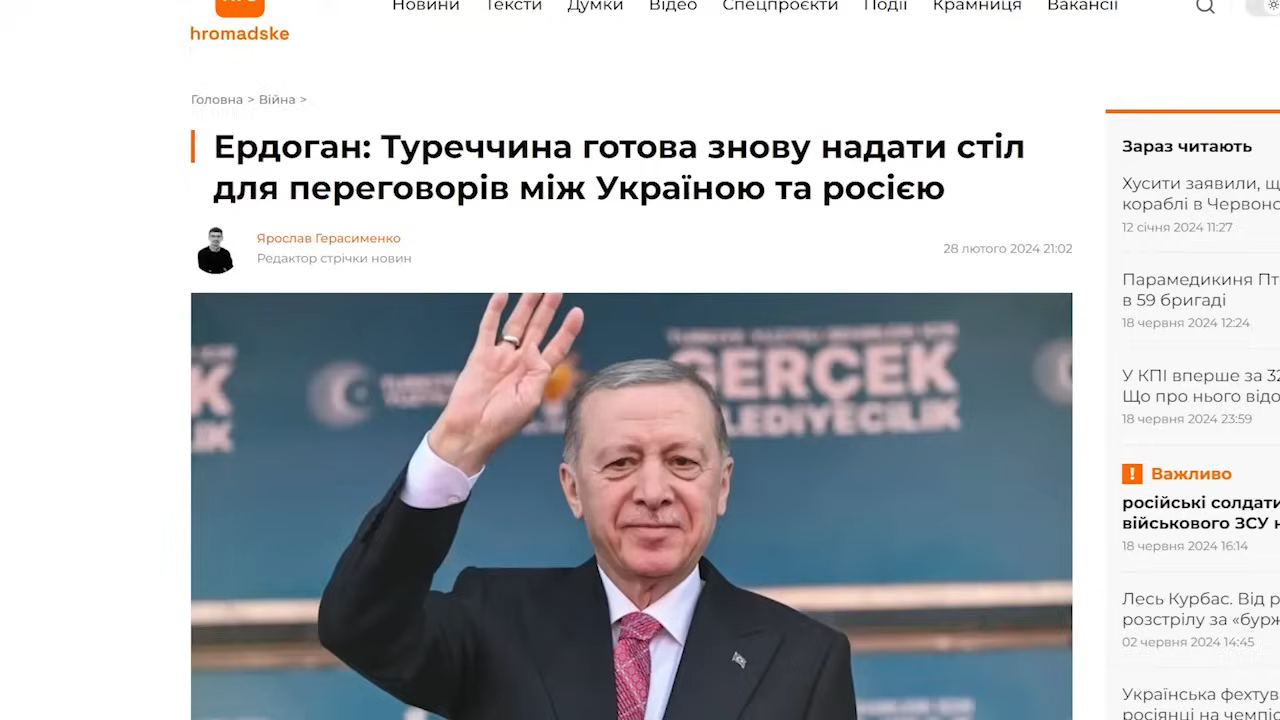 Новини Тексти Думки Відео Спецпроєкти Події Крамниця Вакансії
hromadske
Головна > Війна >
Ердоган: Туреччина готова знову надати стіл
для переговорів між Україною та росією
Ярослав Герасименко
Редактор стрічки новин
28 лютого 2024 21:02
GERÇEK
BELEDİYECİLİK
Зараз читають
Хусити заявили, щ
кораблі в Червоно
12 січня 2024 11:27
Парамедикиня Пт
в 59 бригаді
18 червня 2024 12:24
У КПІ вперше за 32
Що про нього відо
18 червня 2024 23:59
! Важливо
російські солдати
військового ЗСУ н
18 червня 2024 16:14
Лесь Курбас. Від р
розстрілу за «бурж
02 червня 2024 14:45
Українська фехтув
росіянці на чемпіо